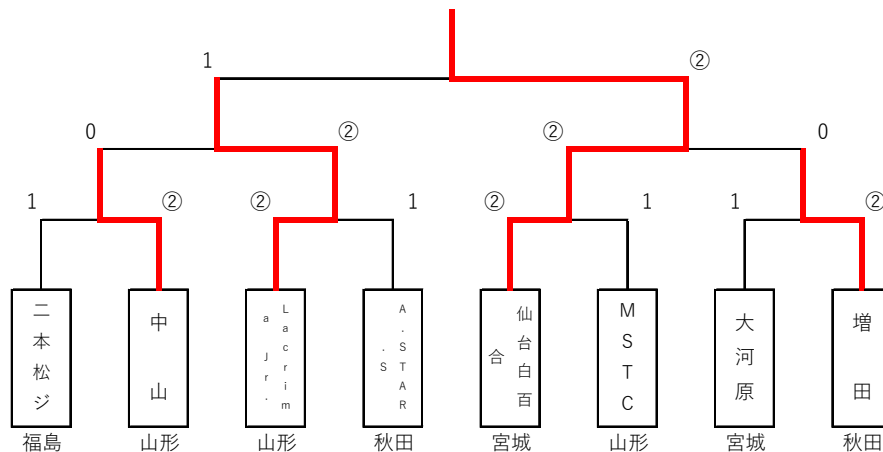 1 ②
0 ② ② 0
1 ② ② 1 ② 1 1 ②
二本松ジ
中山
Lacrima Jr.
A.STAR.S
仙台白百合
MSTC
大河原
増田
福島 山形 山形 秋田 宮城 山形 宮城 秋田